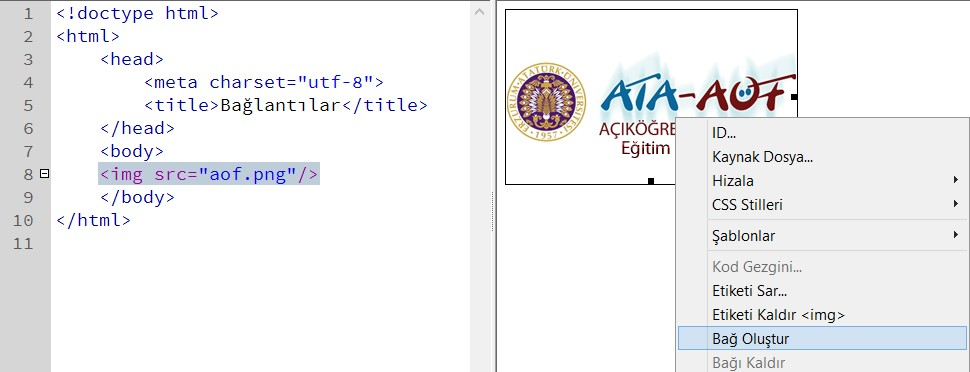 1 <!doctype html>
2 <html>
3 <head>
4 <meta charset="utf-8">
5 <title>Bağlantılar</title>
6 </head>
7 <body>
8 <img src="aof.png"/>
9 </body>
10 </html>
11
ATATÜRK ÜNİVERSİTESİ
ERZURUM
1957
ATA-AÖF
AÇIKÖĞRE
Eğitim
ID...
Kaynak Dosya...
Hizala
CSS Stilleri
Şablonlar
Kod Gezgini...
Etiketi Sar...
Etiketi Kaldır <img>
Bağ Oluştur
Bağı Kaldır